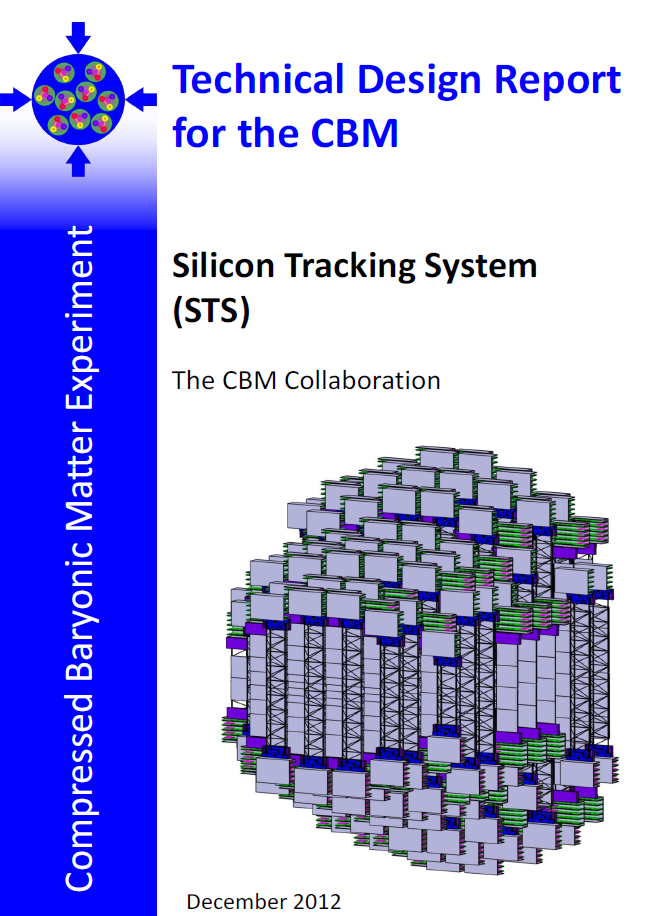 Technical Design Report
for the CBM
Silicon Tracking System
(STS)
The CBM Collaboration
Compressed Baryonic Matter Experiment
December 2012